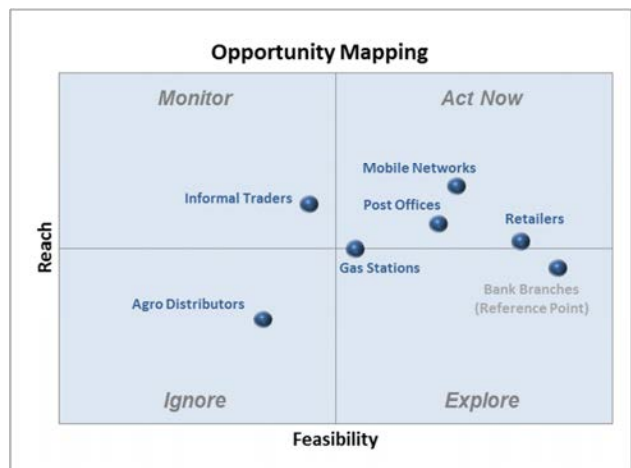 Opportunity Mapping
Monitor
Act Now
Mobile Networks
Informal Traders
Post Offices
Retailers
Reach
Gas Stations
Bank Branches
(Reference Point)
Agro Distributors
Ignore
Explore
Feasibility